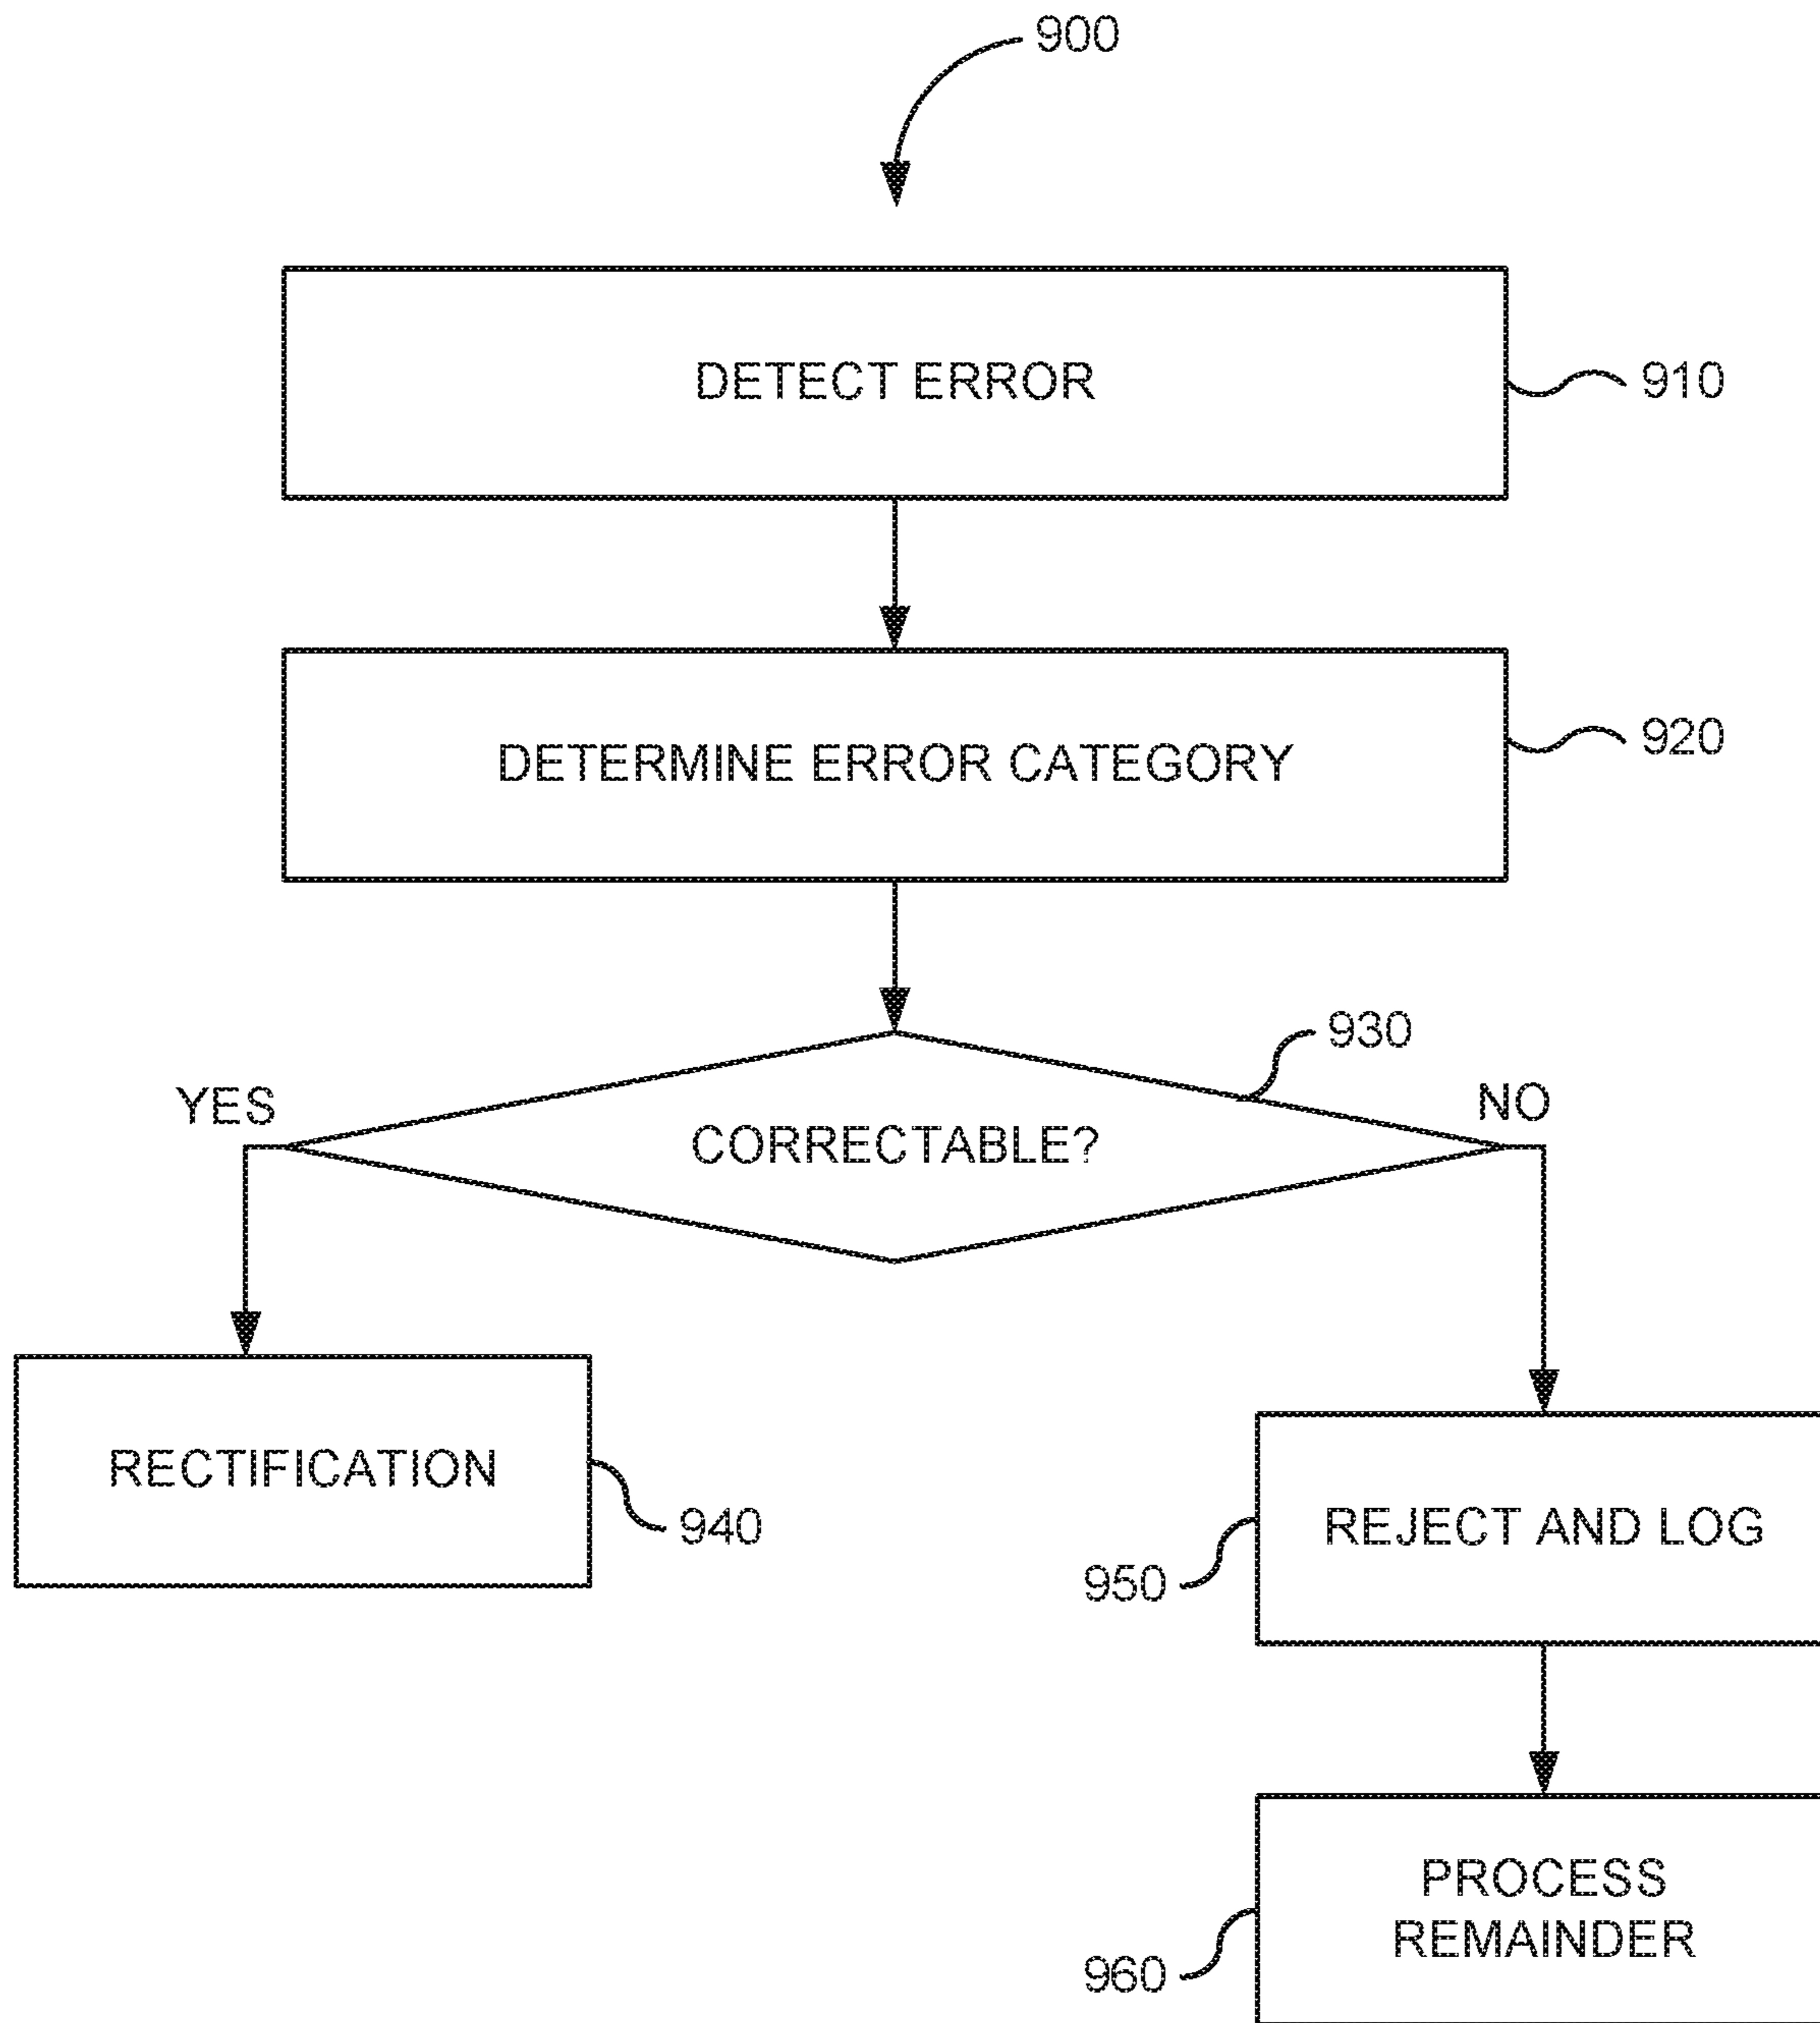 900
DETECT ERROR
910
DETERMINE ERROR CATEGORY
920
930
YES
NO
CORRECTABLE?
RECTIFICATION
940
REJECT AND LOG
950
PROCESS
REMAINDER
960